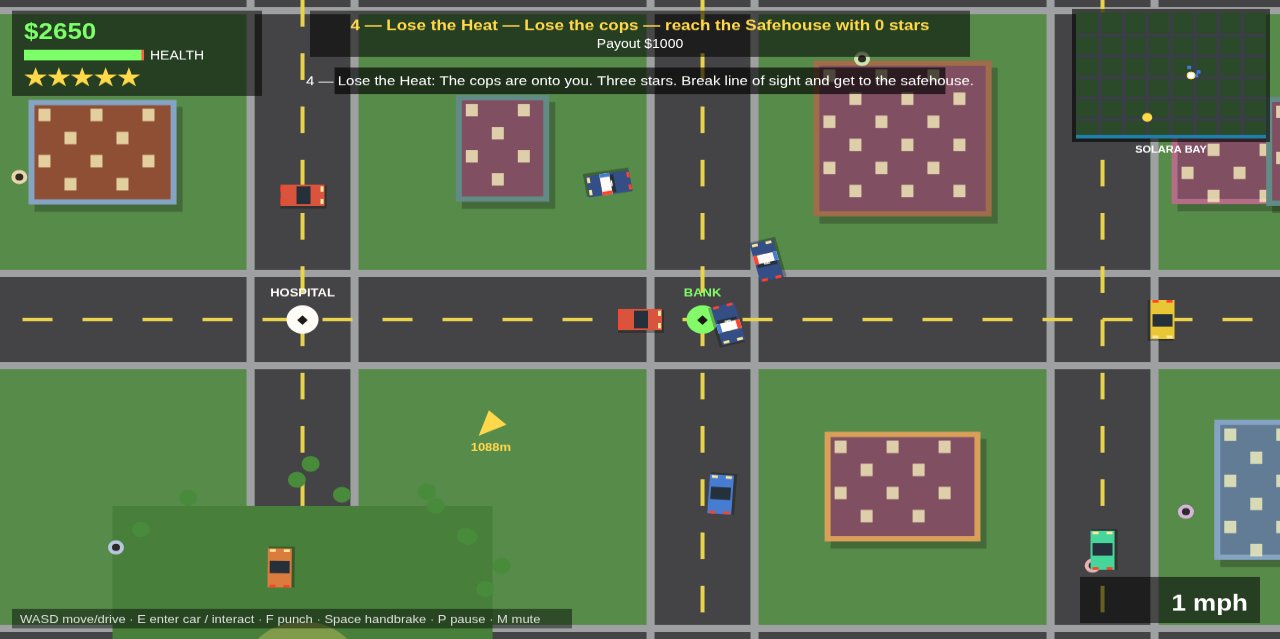 $2650
HEALTH
4 — Lose the Heat — Lose the cops — reach the Safehouse with 0 stars
Payout $1000
4 — Lose the Heat: The cops are onto you. Three stars. Break line of sight and get to the safehouse.
SOLARA BAY
HOSPITAL
BANK
1088m
1 mph
WASD move/drive · E enter car / interact · F punch · Space handbrake · P pause · M mute